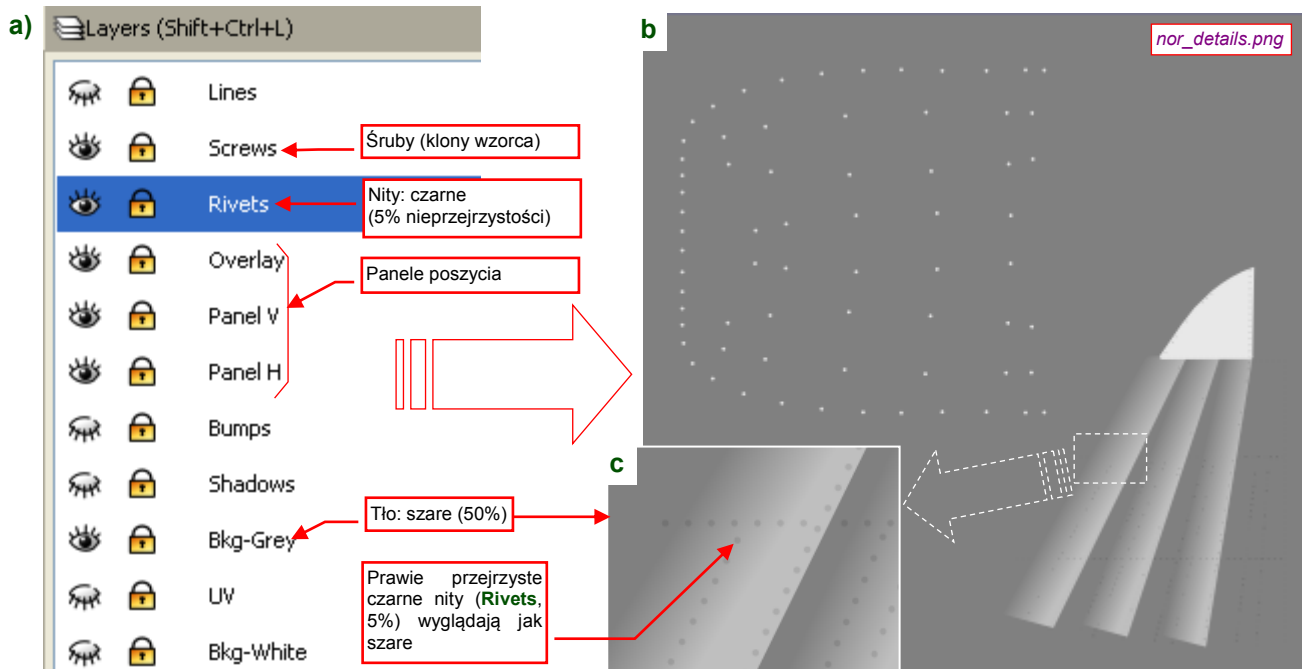 a)
Layers (Shift+Ctrl+L)
Lines
Screws
Rivets
Overlay
Panel V
Panel H
Bumps
Shadows
Bkg-Grey
UV
Bkg-White
Śruby (klony wzorca)
Nity: czarne
(5% nieprzejrzystości)
Panele poszycia
Tło: szare (50%)
Prawie przejrzyste
czarne nity (Rivets,
5%) wyglądają jak
szare
b
nor_details.png
c